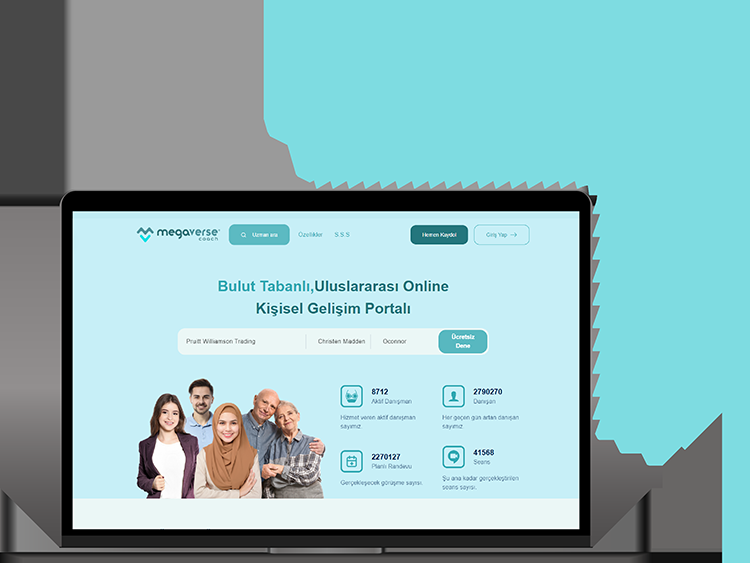 megaverse
.coach
Uzman ara
Özellikler
S.S.S
Hemen Kaydol
Giriş Yap
Bulut Tabanlı,Uluslararası Online
Kişisel Gelişim Portalı
Pruitt Williamson Trading
Christen Madden
Oconnor
Ücretsiz
Dene
8712
Aktif Danışman
Hizmet veren aktif danışman
sayımız
2790270
Danışan
Her geçen gün artan danışan
sayımız
2270127
Planlı Randevu
Gerçekleşecek görüşme sayısı.
41568
Seans
Şu ana kadar gerçekleştirilen
seans sayısı.